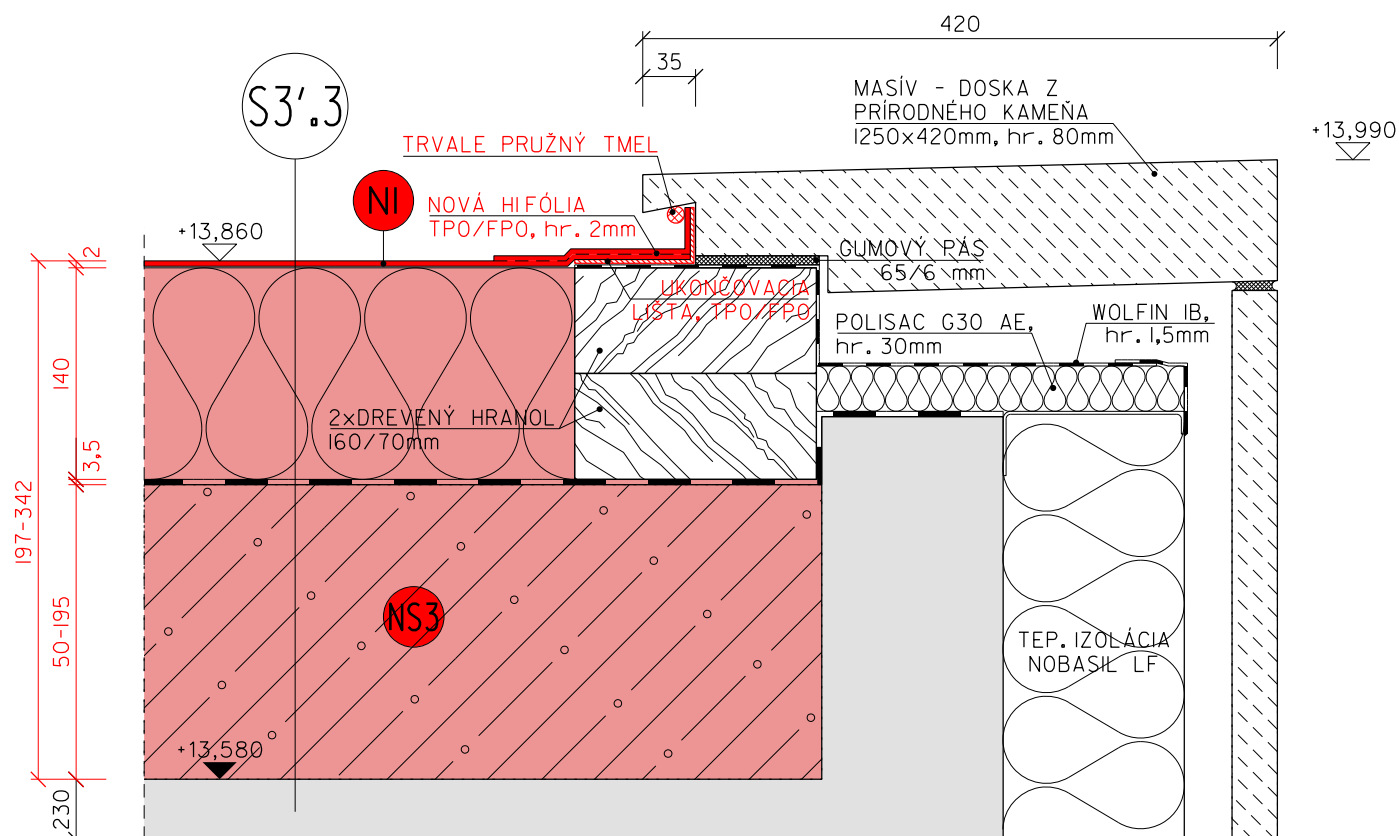 420
35
MASÍV - DOSKA Z
PRÍRODNÉHO KAMEŇA
1250x420mm, hr. 80mm
+13,990
S3'.3
TRVALE PRUŽNÝ TMEL
N1
NOVÁ HI FÓLIA
TPO/FPO, hr. 2mm
+13,860
2
GUMOVÝ PÁS
65/6 mm
UKONČOVACIA
LIŠTA, TPO/FPO
POLISAC G30 AE,
hr. 30mm
WOLFIN IB,
hr. 1,5mm
140
2xDREVENÝ HRANOL
160/70mm
3,5
197-342
50-195
NS3
TEP. IZOLÁCIA
NOBASIL LF
+13,580
230